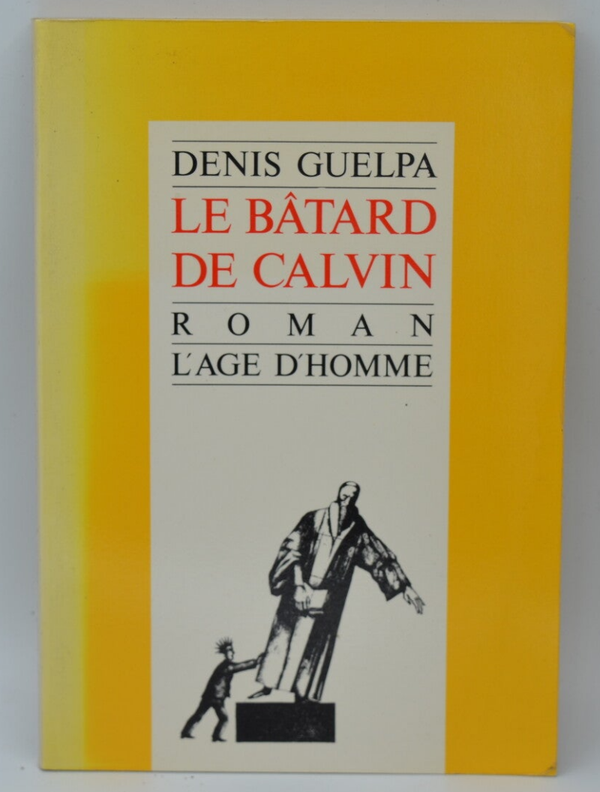 DENIS GUELPA
LE BÂTARD
DE CALVIN
ROMAN
L'AGE D'HOMME